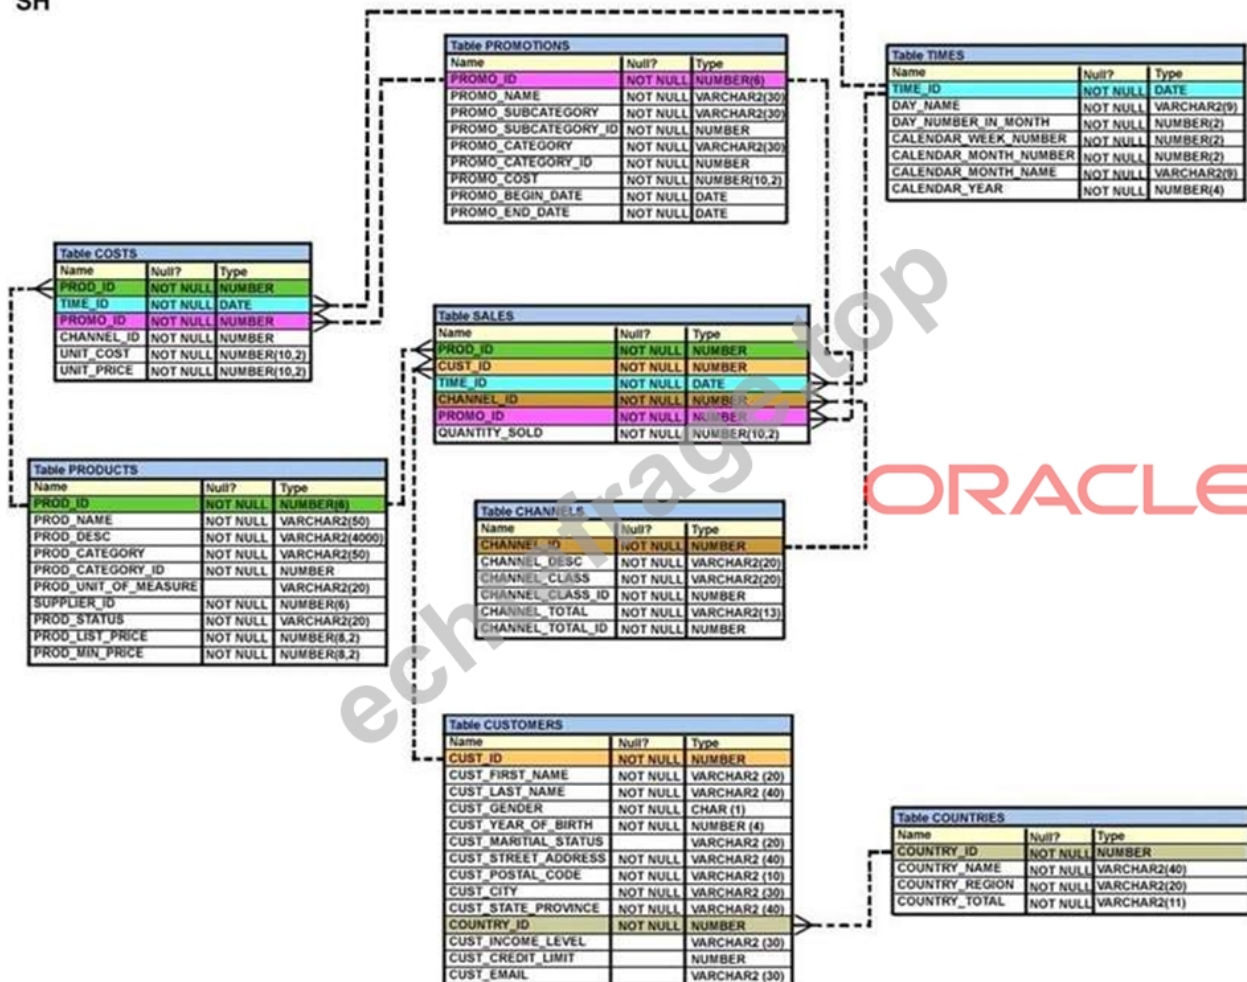 SH
Table PROMOTIONS
Name Null? Type
PROMO_ID NOT NULL NUMBER(6)
PROMO_NAME NOT NULL VARCHAR2(30)
PROMO_SUBCATEGORY NOT NULL VARCHAR2(30)
PROMO_SUBCATEGORY_ID NOT NULL NUMBER
PROMO_CATEGORY NOT NULL VARCHAR2(30)
PROMO_CATEGORY_ID NOT NULL NUMBER
PROMO_COST NOT NULL NUMBER(10,2)
PROMO_BEGIN_DATE NOT NULL DATE
PROMO_END_DATE NOT NULL DATE
Table TIMES
Name Null? Type
TIME_ID NOT NULL DATE
DAY_NAME NOT NULL VARCHAR2(9)
DAY_NUMBER_IN_MONTH NOT NULL NUMBER(2)
CALENDAR_WEEK_NUMBER NOT NULL NUMBER(2)
CALENDAR_MONTH_NUMBER NOT NULL NUMBER(2)
CALENDAR_MONTH_NAME NOT NULL VARCHAR2(9)
CALENDAR_YEAR NOT NULL NUMBER(4)
Table COSTS
Name Null? Type
PROD_ID NOT NULL NUMBER
TIME_ID NOT NULL DATE
PROMO_ID NOT NULL NUMBER
CHANNEL_ID NOT NULL NUMBER
UNIT_COST NOT NULL NUMBER(10,2)
UNIT_PRICE NOT NULL NUMBER(10,2)
Table SALES
Name Null? Type
PROD_ID NOT NULL NUMBER
CUST_ID NOT NULL NUMBER
TIME_ID NOT NULL DATE
CHANNEL_ID NOT NULL NUMBER
PROMO_ID NOT NULL NUMBER
QUANTITY_SOLD NOT NULL NUMBER(10,2)
Table PRODUCTS
Name Null? Type
PROD_ID NOT NULL NUMBER(6)
PROD_NAME NOT NULL VARCHAR2(50)
PROD_DESC NOT NULL VARCHAR2(4000)
PROD_CATEGORY NOT NULL VARCHAR2(50)
PROD_CATEGORY_ID NOT NULL NUMBER
PROD_UNIT_OF_MEASURE VARCHAR2(20)
SUPPLIER_ID NOT NULL NUMBER(6)
PROD_STATUS NOT NULL VARCHAR2(20)
PROD_LIST_PRICE NOT NULL NUMBER(8,2)
PROD_MIN_PRICE NOT NULL NUMBER(8,2)
ORACLE
Table CHANNELS
Name Null? Type
CHANNEL_ID NOT NULL NUMBER
CHANNEL_DESC NOT NULL VARCHAR2(20)
CHANNEL_CLASS NOT NULL VARCHAR2(20)
CHANNEL_CLASS_ID NOT NULL NUMBER
CHANNEL_TOTAL NOT NULL VARCHAR2(13)
CHANNEL_TOTAL_ID NOT NULL NUMBER
Table CUSTOMERS
Name Null? Type
CUST_ID NOT NULL NUMBER
CUST_FIRST_NAME NOT NULL VARCHAR2 (20)
CUST_LAST_NAME NOT NULL VARCHAR2 (40)
CUST_GENDER NOT NULL CHAR (1)
CUST_YEAR_OF_BIRTH NOT NULL NUMBER (4)
CUST_MARITIAL_STATUS VARCHAR2 (20)
CUST_STREET_ADDRESS NOT NULL VARCHAR2 (40)
CUST_POSTAL_CODE NOT NULL VARCHAR2 (10)
CUST_CITY NOT NULL VARCHAR2 (30)
CUST_STATE_PROVINCE NOT NULL VARCHAR2 (40)
COUNTRY_ID NOT NULL NUMBER
CUST_INCOME_LEVEL VARCHAR2 (30)
CUST_CREDIT_LIMIT NUMBER
CUST_EMAIL VARCHAR2 (30)
Table COUNTRIES
Name Null? Type
COUNTRY_ID NOT NULL NUMBER
COUNTRY_NAME NOT NULL VARCHAR2(40)
COUNTRY_REGION NOT NULL VARCHAR2(20)
COUNTRY_TOTAL NOT NULL VARCHAR2(11)